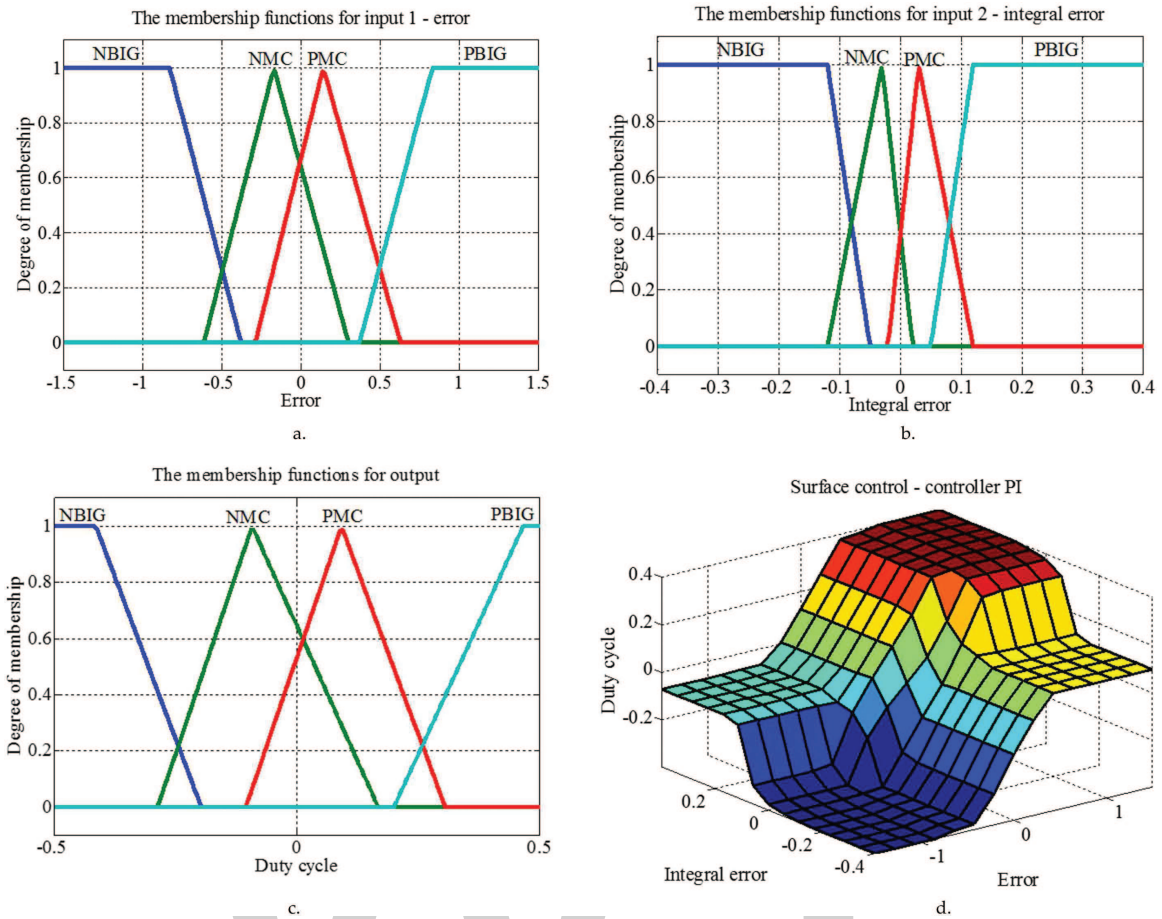 The membership functions for input 1 - error
NBIG
NMC
PMC
PBIG
1
0.8
0.6
0.4
0.2
0
Degree of membership
-1.5
-1
-0.5
0
0.5
1
1.5
Error
a.
The membership functions for input 2 - integral error
NBIG
NMC
PMC
PBIG
1
0.8
0.6
0.4
0.2
0
Degree of membership
-0.4
-0.3
-0.2
-0.1
0
0.1
0.2
0.3
0.4
Integral error
b.
The membership functions for output
NBIG
NMC
PMC
PBIG
1
0.8
0.6
0.4
0.2
0
Degree of membership
-0.5
0
0.5
Duty cycle
c.
Surface control - controller PI
0.4
0.2
0
-0.2
Duty cycle
0.2
0
-0.2
-0.4
Integral error
-1
0
1
Error
d.